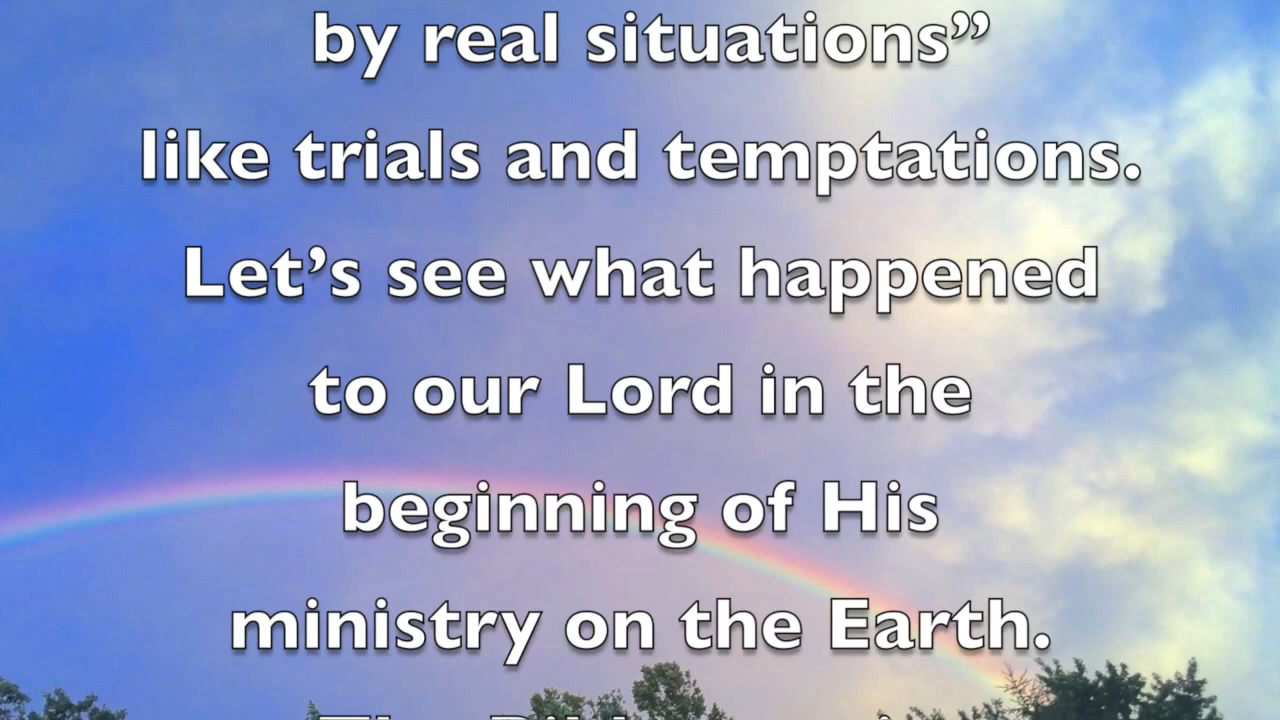 by real situations”
like trials and temptations.
Let’s see what happened
to our Lord in the
beginning of His
ministry on the Earth.